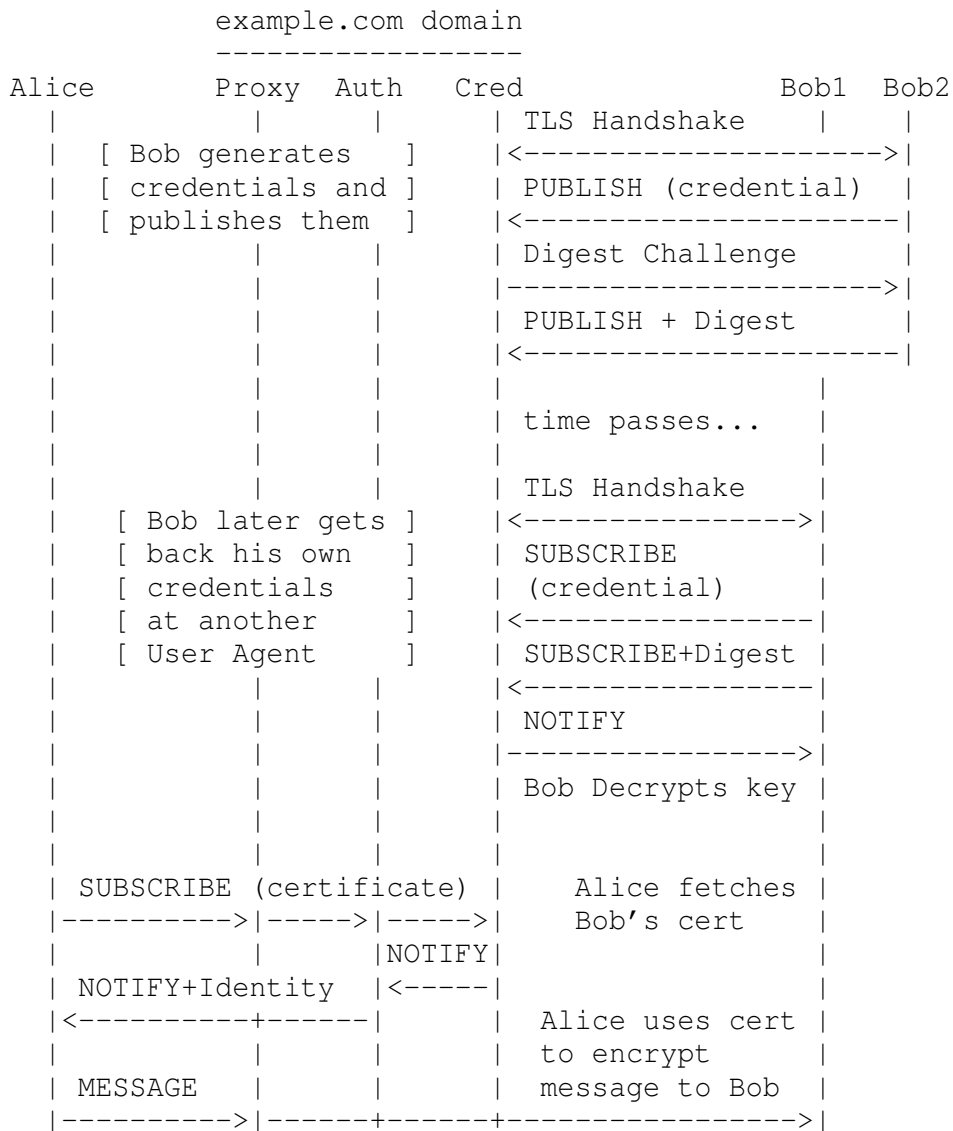 example.com domain
              ------------------
Alice        Proxy  Auth   Cred                 Bob1  Bob2
   |             |       |       | TLS Handshake     |    |
   |  [ Bob generates    ]       |<---------------------->|
   |  [ credentials and ]       | PUBLISH (credential)   |
   |  [ publishes them  ]       |<-----------------------|
   |             |       |       | Digest Challenge       |
   |             |       |       |----------------------->|
   |             |       |       | PUBLISH + Digest       |
   |             |       |       |<-----------------------|
   |             |       |       |                   |
   |             |       |       | time passes...    |
   |             |       |       |                   |
   |             |       |       | TLS Handshake     |
   |   [ Bob later gets ]       |<----------------->|
   |   [ back his own   ]       | SUBSCRIBE         |
   |   [ credentials    ]       | (credential)      |
   |   [ at another     ]       |<------------------|
   |   [ User Agent     ]       | SUBSCRIBE+Digest  |
   |             |       |       |<------------------|
   |             |       |       | NOTIFY            |
   |             |       |       |------------------>|
   |             |       |       | Bob Decrypts key  |
   |             |       |       |                   |
   |             |       |       |                   |
   | SUBSCRIBE (certificate) |    Alice fetches  |
   |---------->|----->|----->|    Bob's cert     |
   |             |       |NOTIFY|                   |
   | NOTIFY+Identity   |<-----|                   |
   |<----------+------|       |  Alice uses cert  |
   |             |       |       |  to encrypt       |
   | MESSAGE     |       |       |  message to Bob   |
   |---------->|------+------+----------------->|